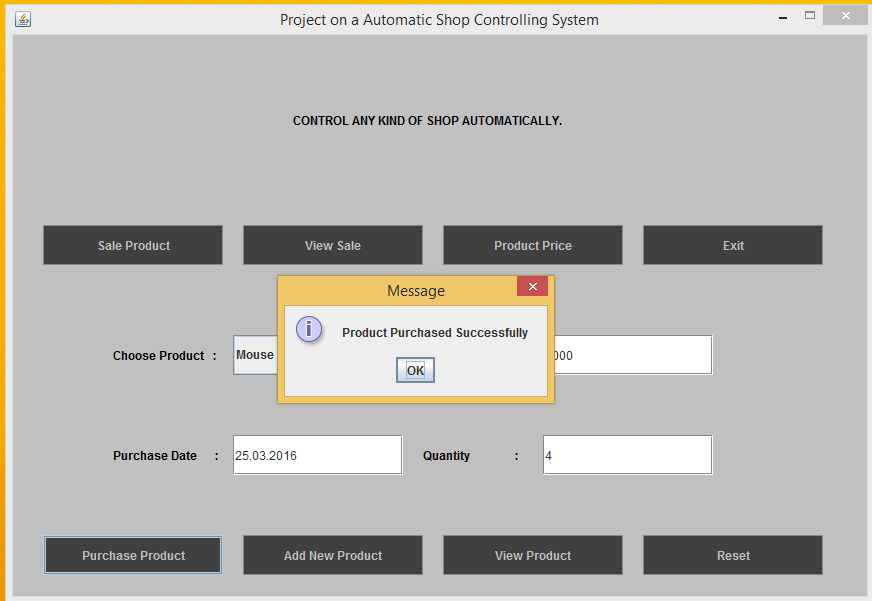 Project on a Automatic Shop Controlling System
CONTROL ANY KIND OF SHOP AUTOMATICALLY.
Sale Product View Sale Product Price Exit
Message
Product Purchased Successfully
OK
Choose Product : Mouse 000
Purchase Date : 25.03.2016 Quantity : 4
Purchase Product Add New Product View Product Reset